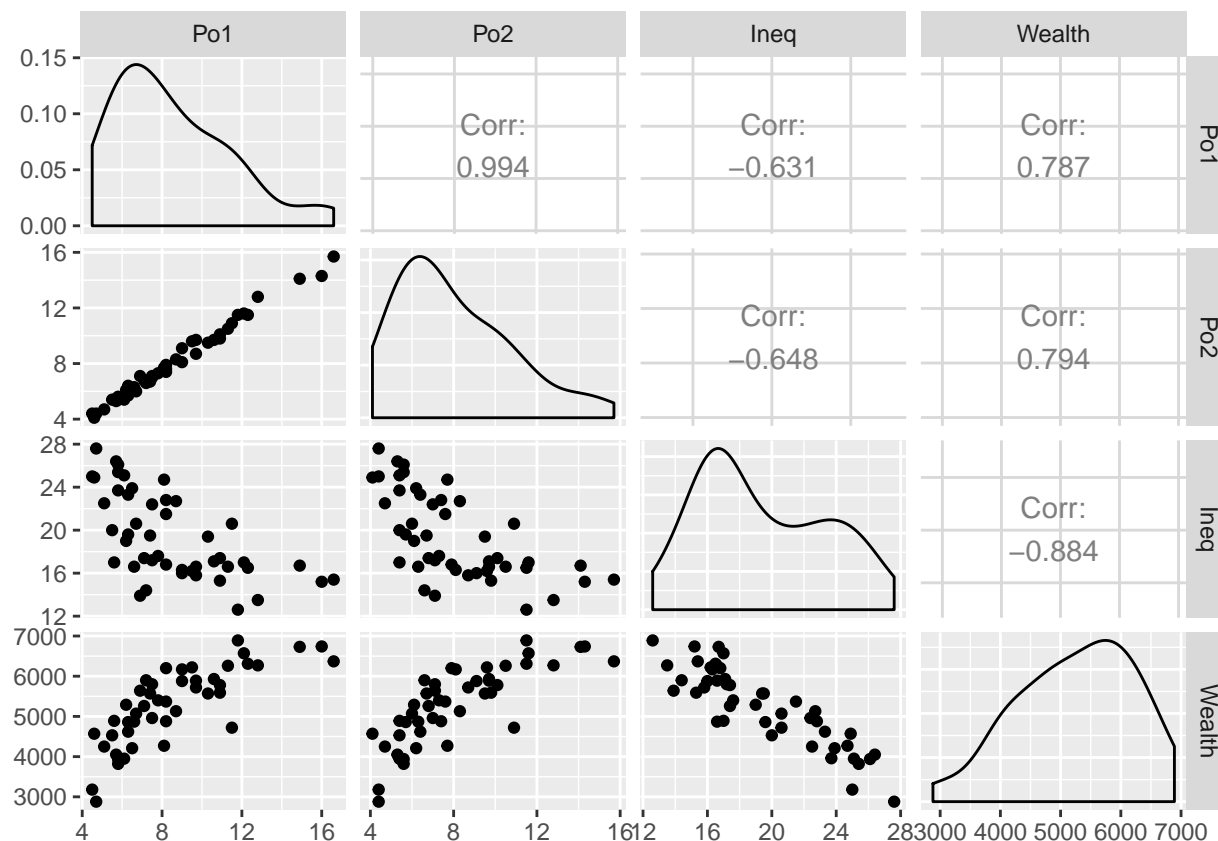 Po1 Po2 Ineq Wealth
0.15
0.10
0.05
0.00
Corr:
0.994
Corr:
−0.631
Corr:
0.787
Po1
16
12
8
4
Corr:
−0.648
Corr:
0.794
Po2
28
24
20
16
12
Corr:
−0.884
Ineq
7000
6000
5000
4000
3000
Wealth
4 8 12 16 4 8 12 16 12 16 20 24 28 3000 4000 5000 6000 7000